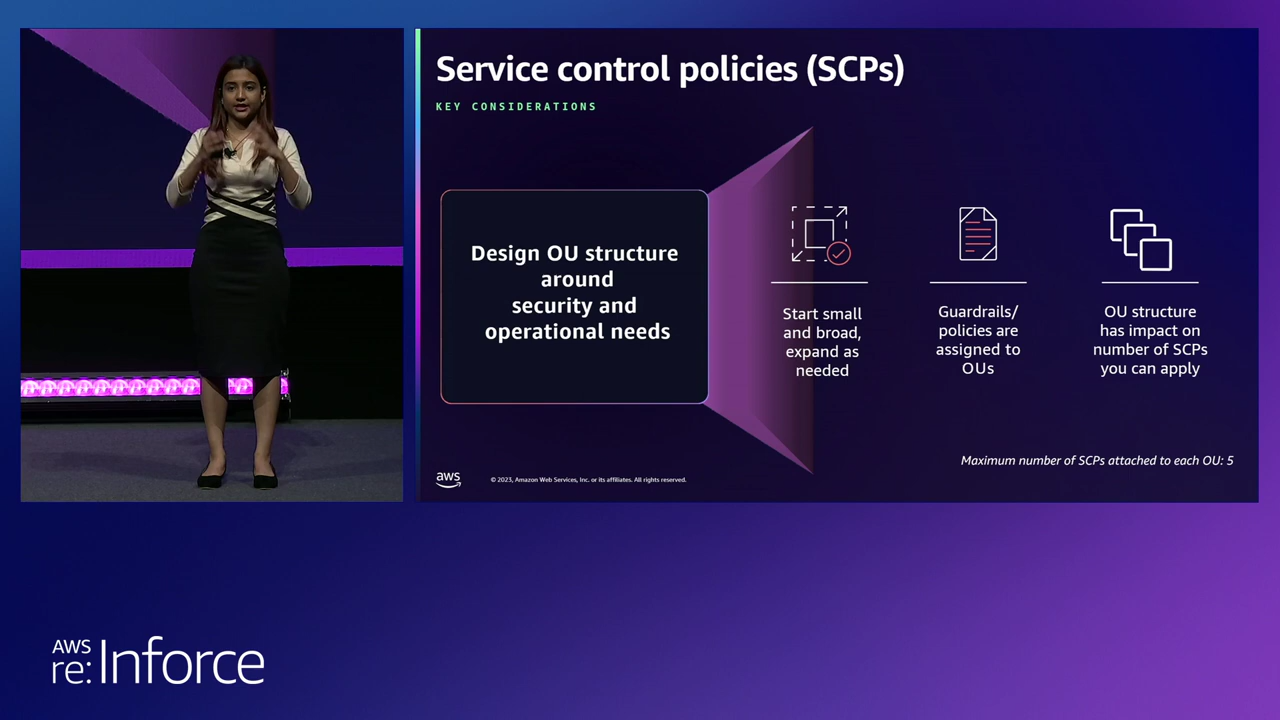 Service control policies (SCPs)
KEY CONSIDERATIONS
Design OU structure
around
security and
operational needs
Start small
and broad,
expand as
needed
Guardrails/
policies are
assigned to
OUs
OU structure
has impact on
number of SCPs
you can apply
Maximum number of SCPs attached to each OU: 5
aws
© 2023, Amazon Web Services, Inc. or its affiliates. All rights reserved.
AWS
re:Inforce